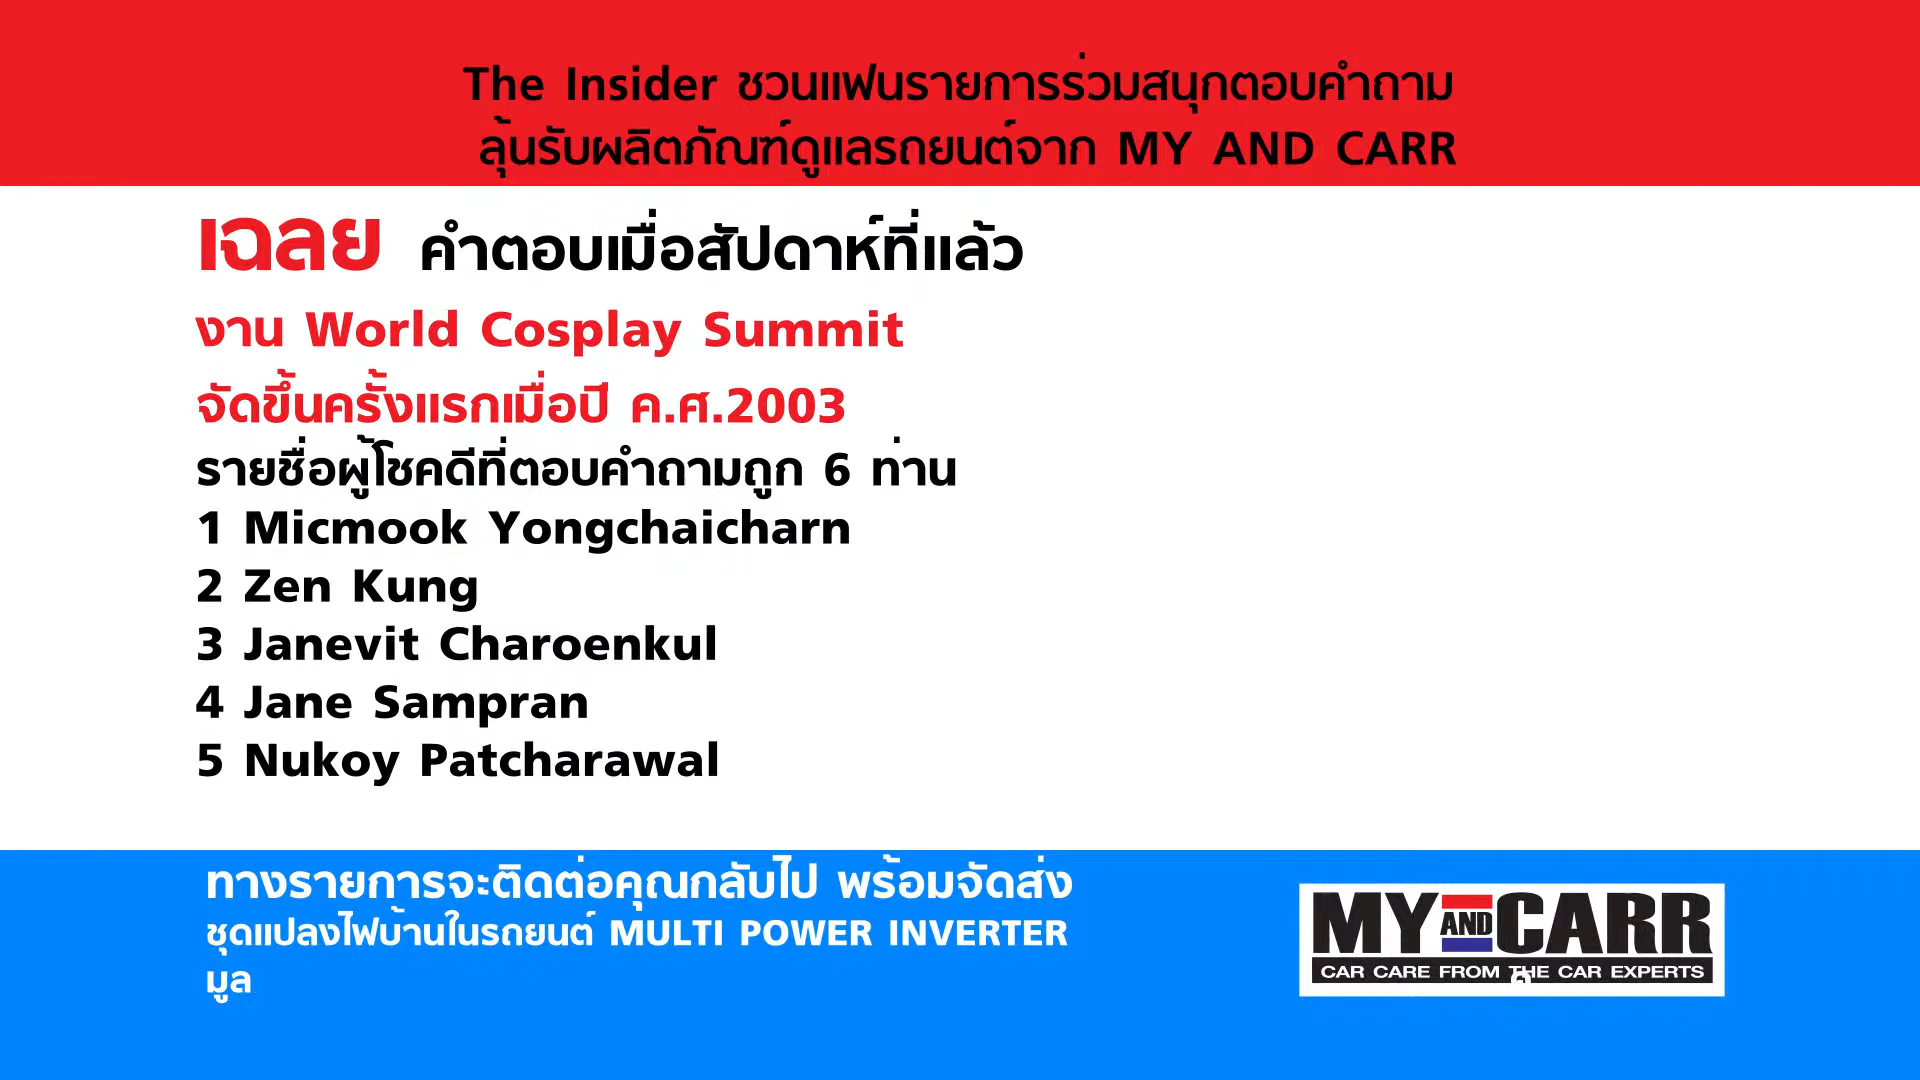 The Insider ชวนแฟนรายการร่วมสนุกตอบคำถาม
ลุ้นรับผลิตภัณฑ์ดูแลรถยนต์จาก MY AND CARR
เฉลย คำตอบเมื่อสัปดาห์ที่แล้ว
งาน World Cosplay Summit
จัดขึ้นครั้งแรกเมื่อปี ค.ศ.2003
รายชื่อผู้โชคดีที่ตอบคำถามถูก 6 ท่าน
1 Micmook Yongchaicharn
2 Zen Kung
3 Janevit Charoenkul
4 Jane Sampran
5 Nukoy Patcharawal
ทางรายการจะติดต่อคุณกลับไป พร้อมจัดส่ง
ชุดแปลงไฟบ้านในรถยนต์ MULTI POWER INVERTER
มูล
MY AND CARR
CAR CARE FROM THE CAR EXPERTS